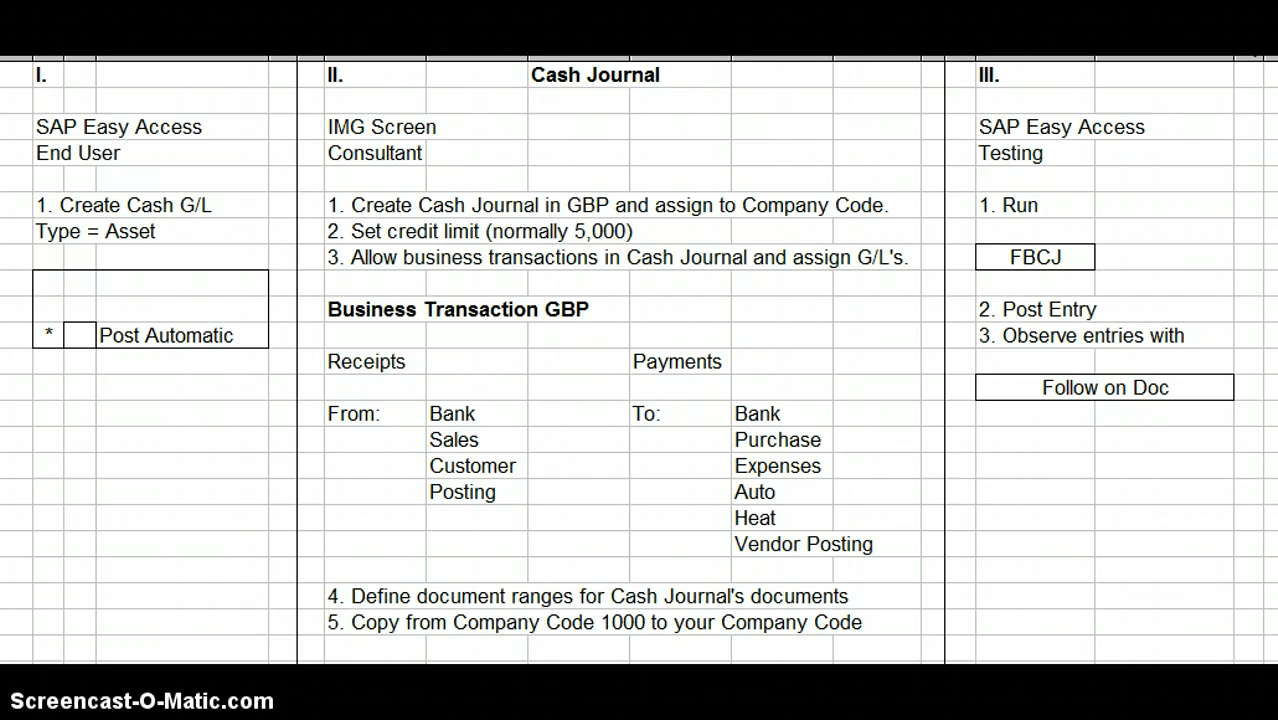 I.
SAP Easy Access
End User
1. Create Cash G/L
Type = Asset
* Post Automatic
II. Cash Journal
IMG Screen
Consultant
1. Create Cash Journal in GBP and assign to Company Code.
2. Set credit limit (normally 5,000)
3. Allow business transactions in Cash Journal and assign G/L's.
Business Transaction GBP
Receipts Payments
From: Bank To: Bank
Sales Purchase
Customer Expenses
Posting Auto
Heat
Vendor Posting
4. Define document ranges for Cash Journal's documents
5. Copy from Company Code 1000 to your Company Code
III.
SAP Easy Access
Testing
1. Run
FBCJ
2. Post Entry
3. Observe entries with
Follow on Doc
Screencast-O-Matic.com